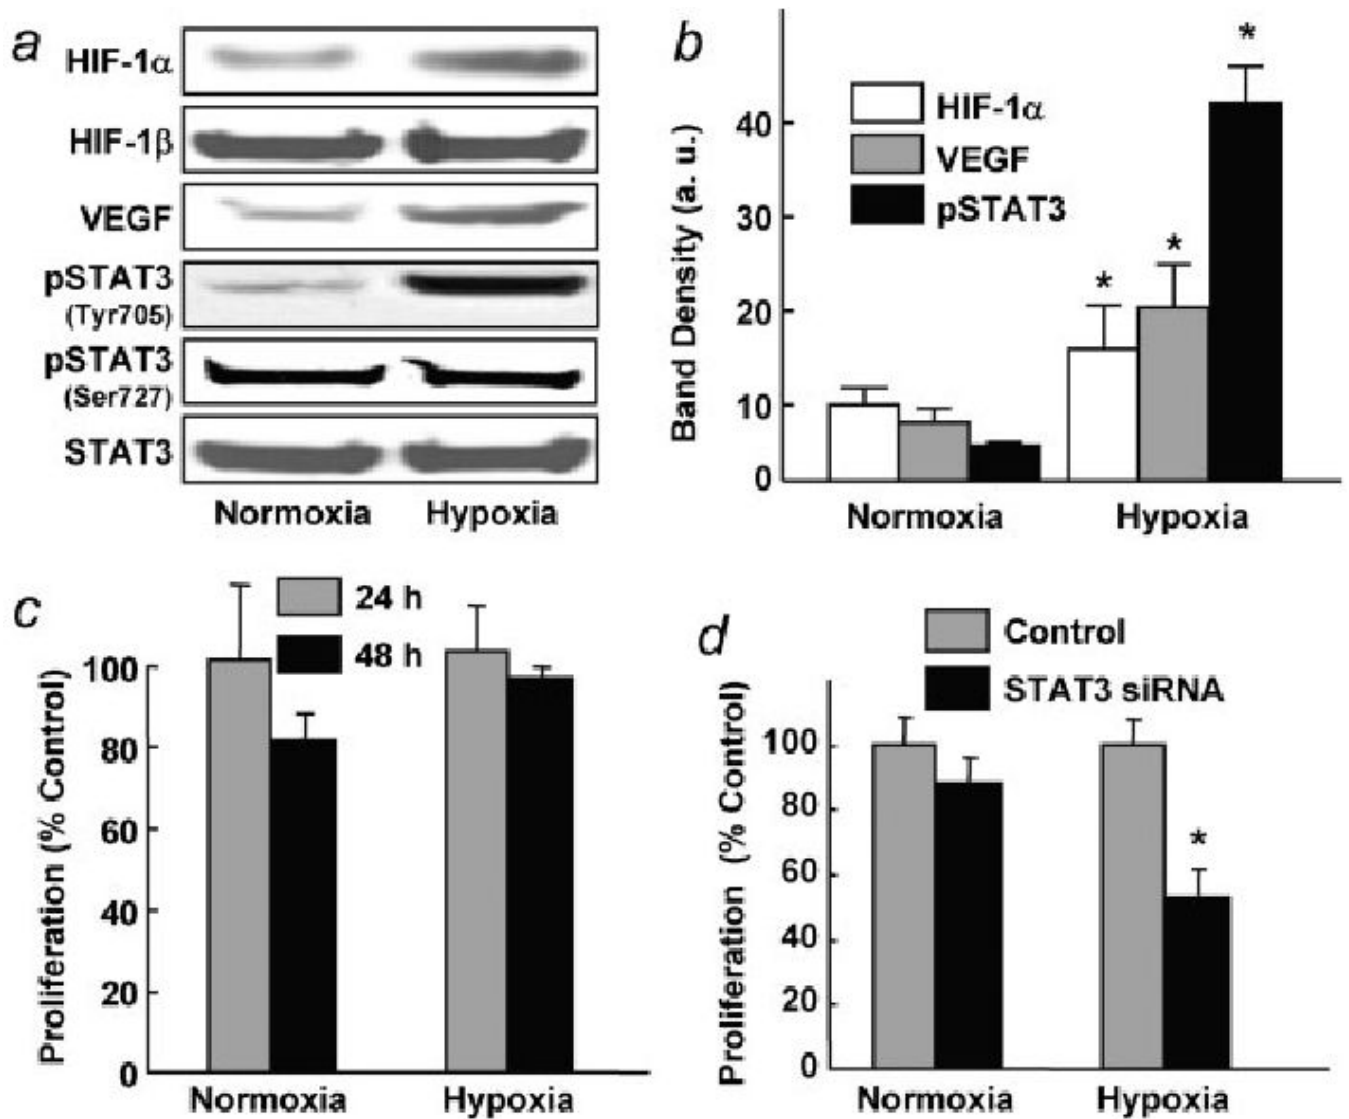 a
HIF-1α
HIF-1β
VEGF
pSTAT3
(Tyr705)
pSTAT3
(Ser727)
STAT3
Normoxia Hypoxia
b
Band Density (a. u.)
40
30
20
10
0
HIF-1α
VEGF
pSTAT3
*
*
*
Normoxia Hypoxia
c
Proliferation (% Control)
100
80
60
40
20
0
24 h
48 h
Normoxia Hypoxia
d
Proliferation (% Control)
100
80
60
40
20
0
Control
STAT3 siRNA
*
Normoxia Hypoxia